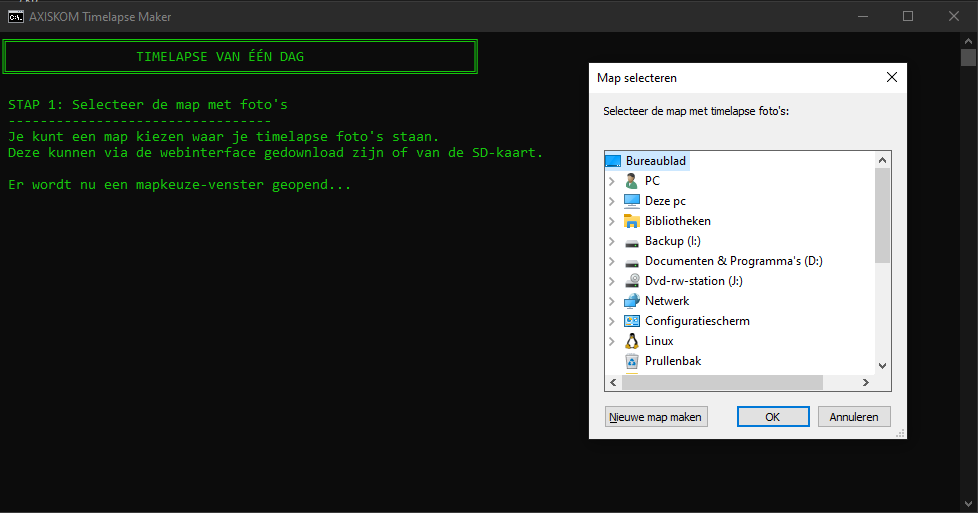 AXISKOM Timelapse Maker
TIMELAPSE VAN ÉÉN DAG
STAP 1: Selecteer de map met foto's
---------------------------------
Je kunt een map kiezen waar je timelapse foto's staan.
Deze kunnen via de webinterface gedownload zijn of van de SD-kaart.
Er wordt nu een mapkeuze-venster geopend...
Map selecteren
Selecteer de map met timelapse foto's:
Bureaublad
PC
Deze pc
Bibliotheken
Backup (I:)
Documenten & Programma's (D:)
Dvd-rw-station (J:)
Netwerk
Configuratiescherm
Linux
Prullenbak
Nieuwe map maken
OK
Annuleren